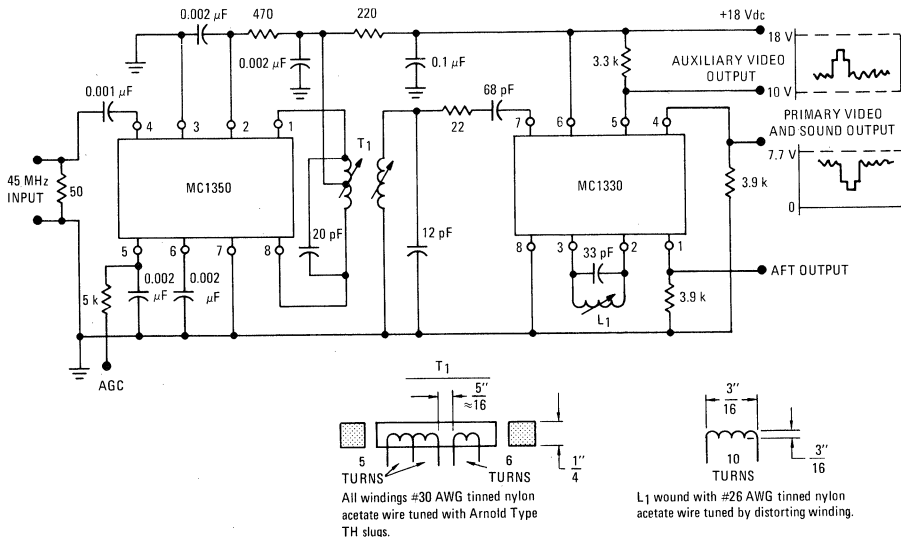 0.002 µF 470 220 +18 Vdc
18 V
0.002 µF 3.3 k AUXILIARY VIDEO
OUTPUT
0.1 µF 10 V
0.001 µF 68 pF
PRIMARY VIDEO
AND SOUND OUTPUT
4 3 2 1 22 7 6 5 4
T1 7.7 V
45 MHz
INPUT 50 MC1350 MC1330 3.9 k
0
20 pF 12 pF
5 6 7 8 8 3 33 pF 2 1
AFT OUTPUT
5 k 0.002
µF 0.002
µF L1 3.9 k
AGC
T1
≈5″/16
5
TURNS
6
TURNS
1″/4
All windings #30 AWG tinned nylon
acetate wire tuned with Arnold Type
TH slugs.
3″/16
10
TURNS
3″/16
L1 wound with #26 AWG tinned nylon
acetate wire tuned by distorting winding.